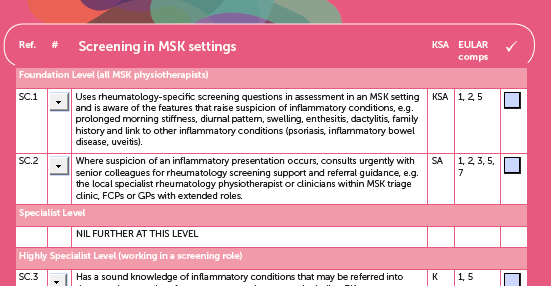 Ref. # Screening in MSK settings KSA EULAR comps ✓
Foundation Level (all MSK physiotherapists)
SC.1 Uses rheumatology-specific screening questions in assessment in an MSK setting KSA 1, 2, 5
and is aware of the features that raise suspicion of inflammatory conditions, e.g.
prolonged morning stiffness, diurnal pattern, swelling, enthesitis, dactylitis, family
history and link to other inflammatory conditions (psoriasis, inflammatory bowel
disease, uveitis).
SC.2 Where suspicion of an inflammatory presentation occurs, consults urgently with SA 1, 2, 3, 5,
senior colleagues for rheumatology screening support and referral guidance, e.g. 7
the local specialist rheumatology physiotherapist or clinicians within MSK triage
clinic, FCPs or GPs with extended roles.
Specialist Level
NIL FURTHER AT THIS LEVEL
Highly Specialist Level (working in a screening role)
SC.3 Has a sound knowledge of inflammatory conditions that may be referred into K 1, 5